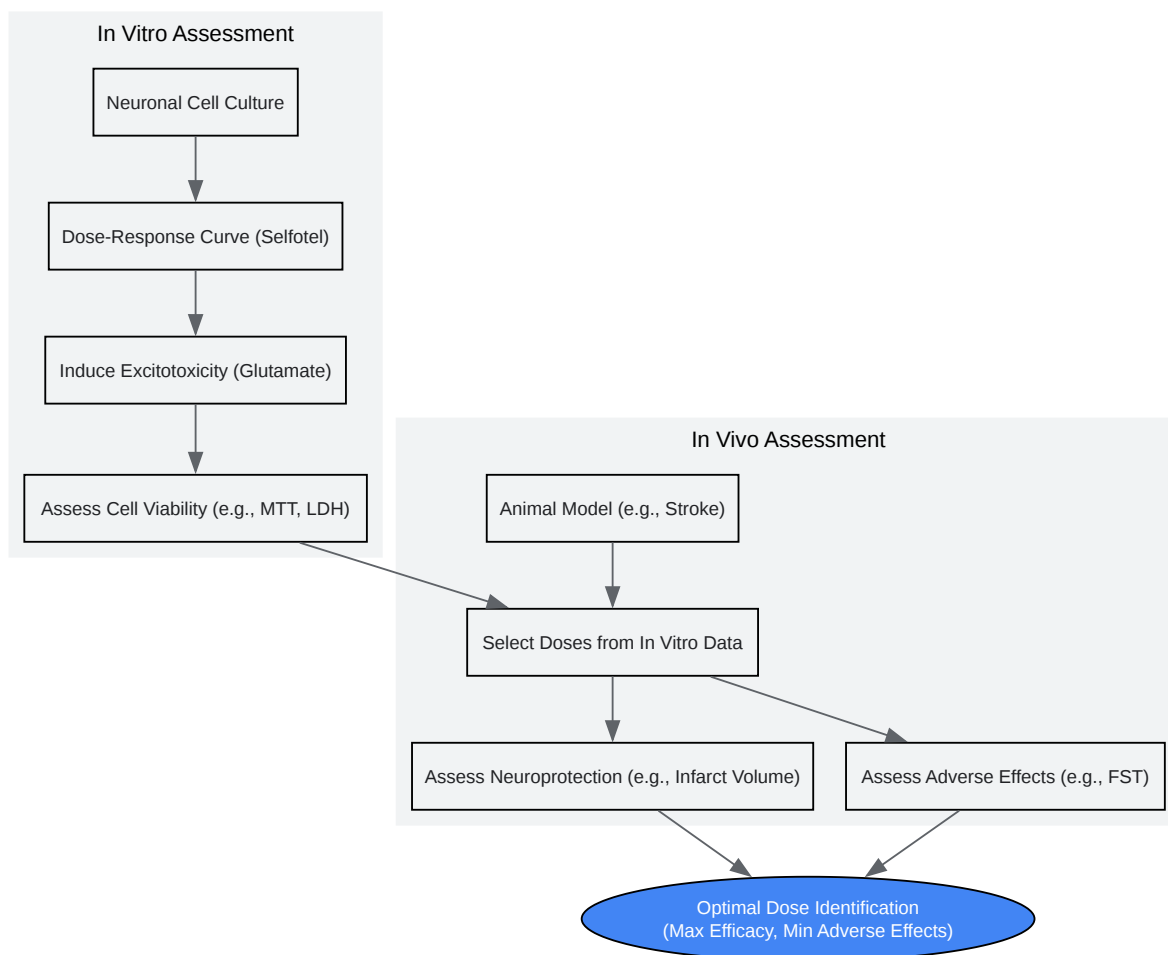 In Vitro Assessment
Neuronal Cell Culture
Dose-Response Curve (Selfotel)
Induce Excitotoxicity (Glutamate)
Assess Cell Viability (e.g., MTT, LDH)
In Vivo Assessment
Animal Model (e.g., Stroke)
Select Doses from In Vitro Data
Assess Neuroprotection (e.g., Infarct Volume)
Assess Adverse Effects (e.g., FST)
Optimal Dose Identification
(Max Efficacy, Min Adverse Effects)